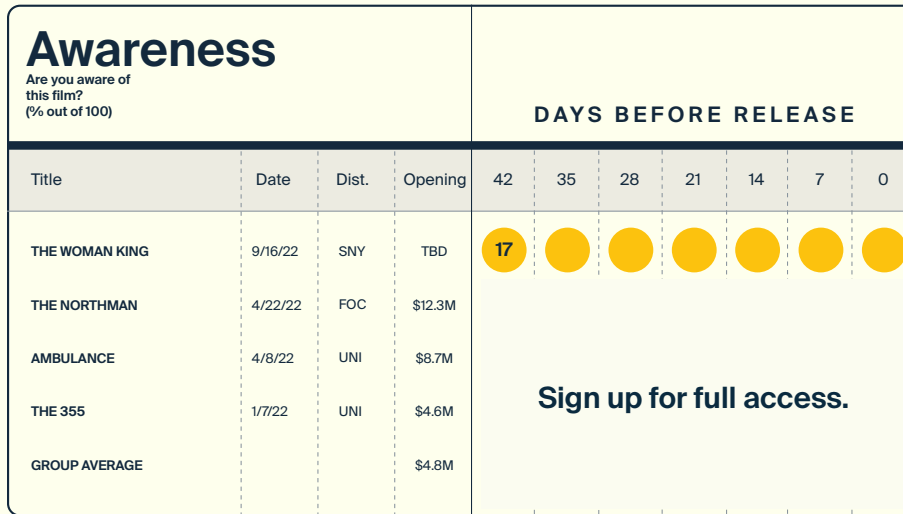 Awareness
Are you aware of
this film?
(% out of 100)
DAYS BEFORE RELEASE
Title Date Dist. Opening 42 35 28 21 14 7 0
THE WOMAN KING 9/16/22 SNY TBD 17
THE NORTHMAN 4/22/22 FOC $12.3M
AMBULANCE 4/8/22 UNI $8.7M
Sign up for full access.
THE 355 1/7/22 UNI $4.6M
GROUP AVERAGE $4.8M